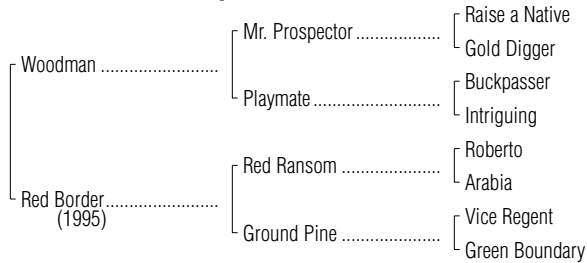 Raise a Native
Mr. Prospector ..................
Gold Digger
Woodman .........................
Buckpasser
Playmate ...........................
Intriguing
Roberto
Red Ransom .....................
Arabia
Red Border........................
(1995)
Vice Regent
Ground Pine .....................
Green Boundary